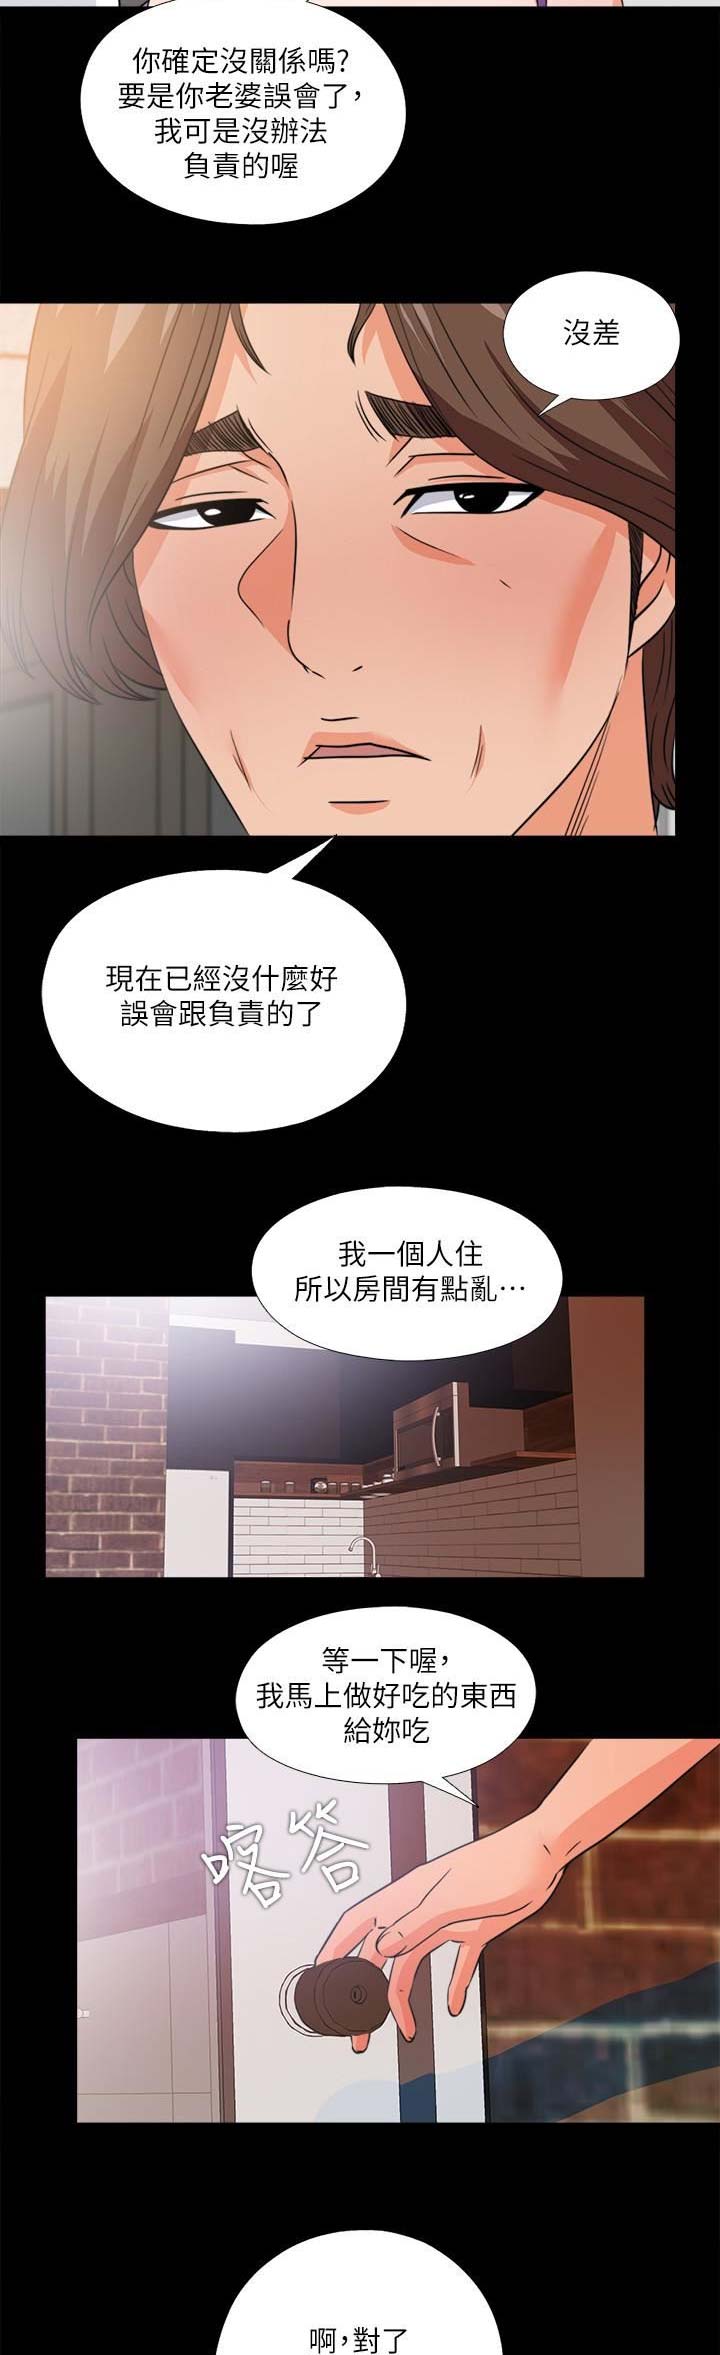 你確定沒關係嗎?
要是你老婆誤會了，
我可是沒辦法
負責的喔
沒差
現在已經沒什麼好
誤會跟負責的了
我一個人住
所以房間有點亂…
等一下喔，
我馬上做好吃的東西
給妳吃
喀答
啊，對了